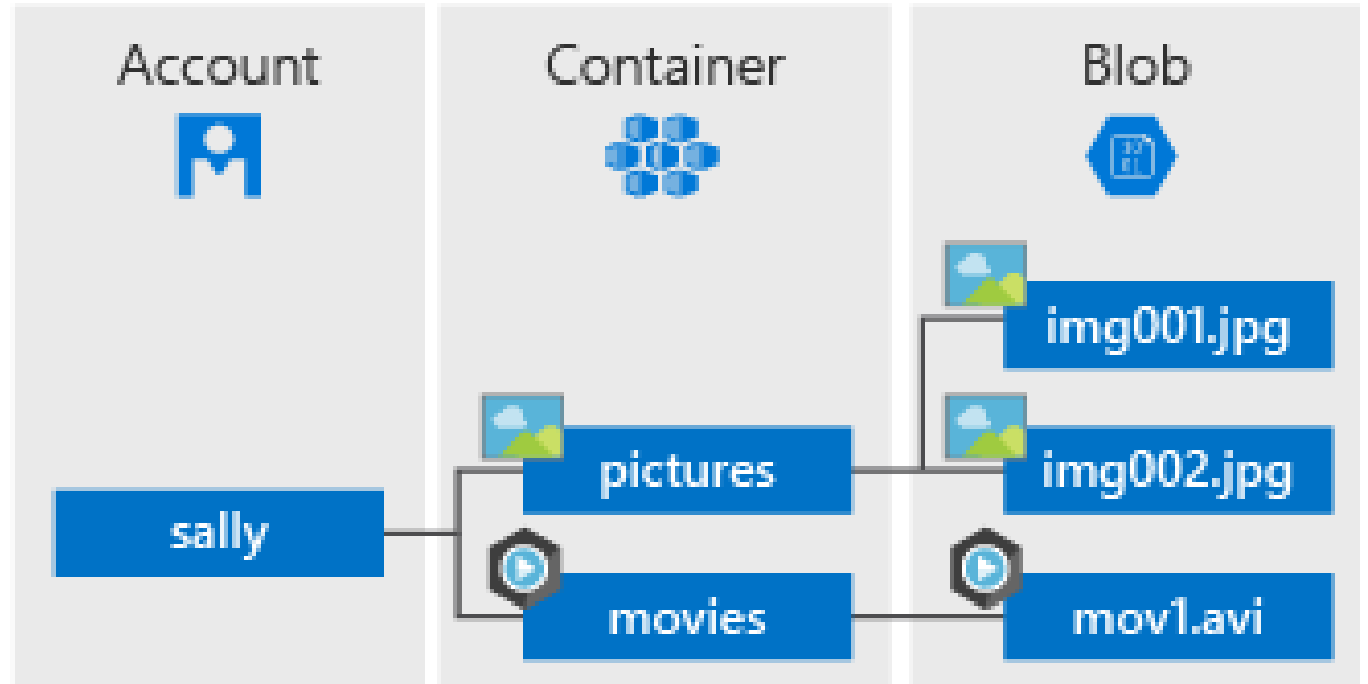 Account
Container
Blob
img001.jpg
pictures
img002.jpg
sally
movies
mov1.avi